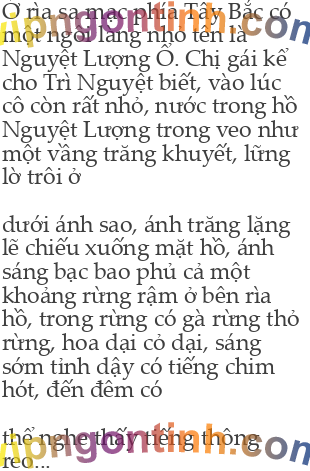 Ở rìa sa mạc phía Tây Bắc có
một ngôi làng nhỏ tên là
Nguyệt Lượng Ổ. Chị gái kể
cho Trì Nguyệt biết, vào lúc
cô còn rất nhỏ, nước trong hồ
Nguyệt Lượng trong veo như
một vầng trăng khuyết, lững
lờ trôi ở
dưới ánh sao, ánh trăng lặng
lẽ chiếu xuống mặt hồ, ánh
sáng bạc bao phủ cả một
khoảng rừng rậm ở bên rìa
hồ, trong rừng có gà rừng thỏ
rừng, hoa dại cỏ dại, sáng
sớm tỉnh dậy có tiếng chim
hót, đến đêm có
thể nghe thấy tiếng thông
reo...
vipngontinh.com
vipngontinh.com